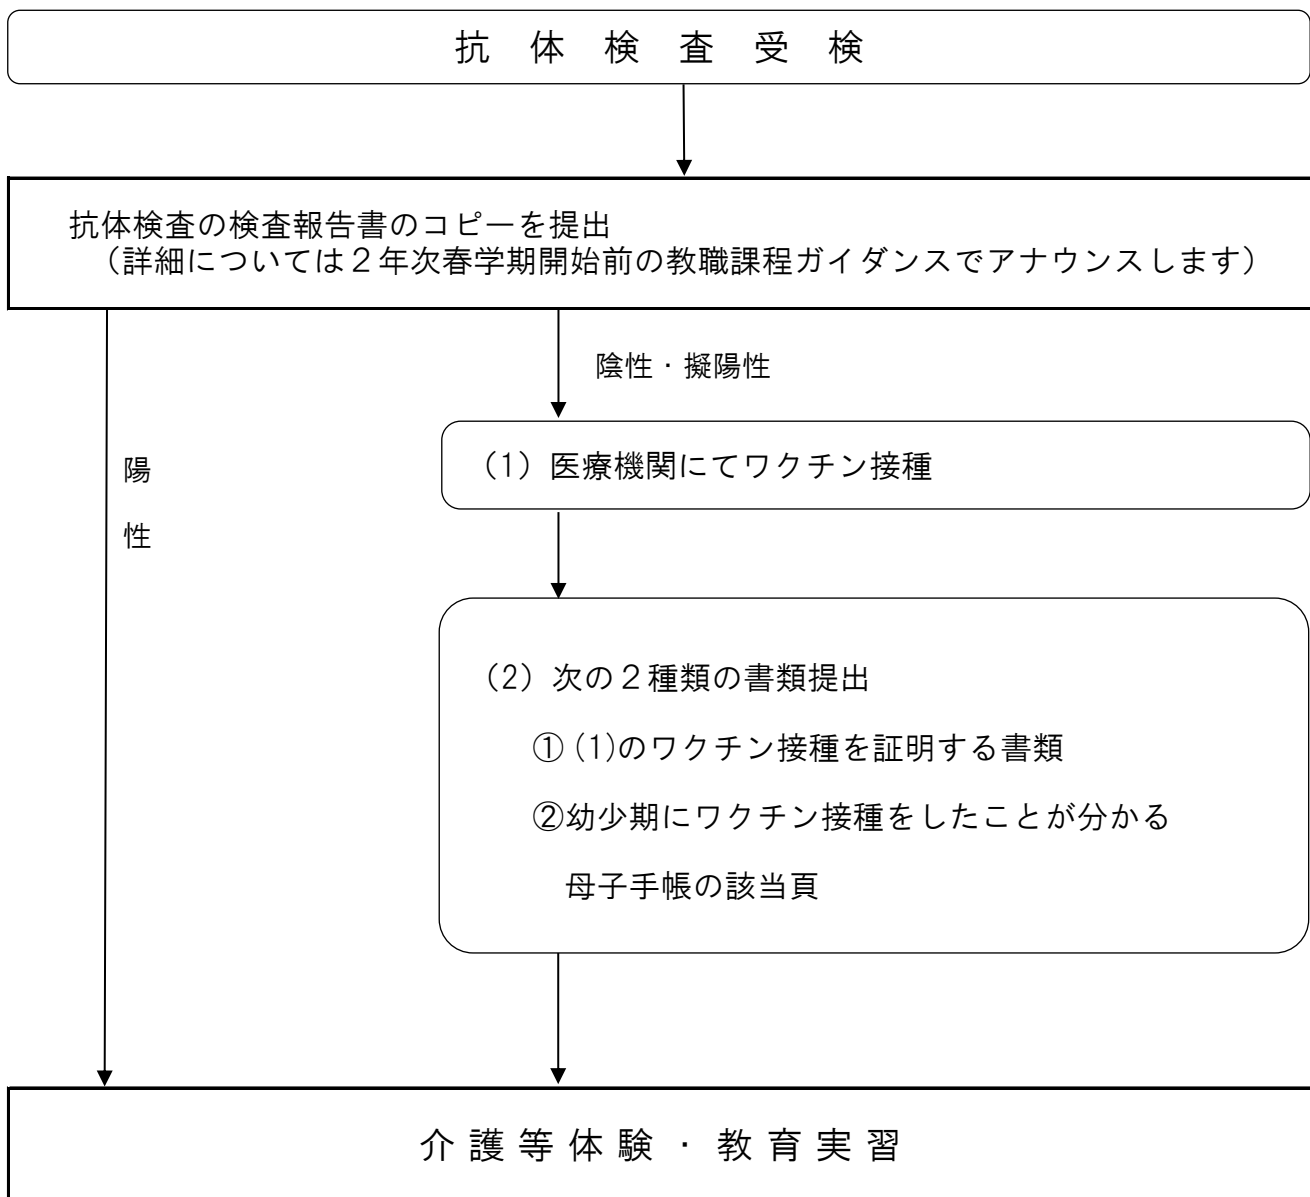 抗体検査受検
抗体検査の検査報告書のコピーを提出
（詳細については２年次春学期開始前の教職課程ガイダンスでアナウンスします）
陰性・擬陽性
陽性
（1）医療機関にてワクチン接種
（2）次の２種類の書類提出
①(1)のワクチン接種を証明する書類
②幼少期にワクチン接種をしたことが分かる
母子手帳の該当頁
介護等体験・教育実習